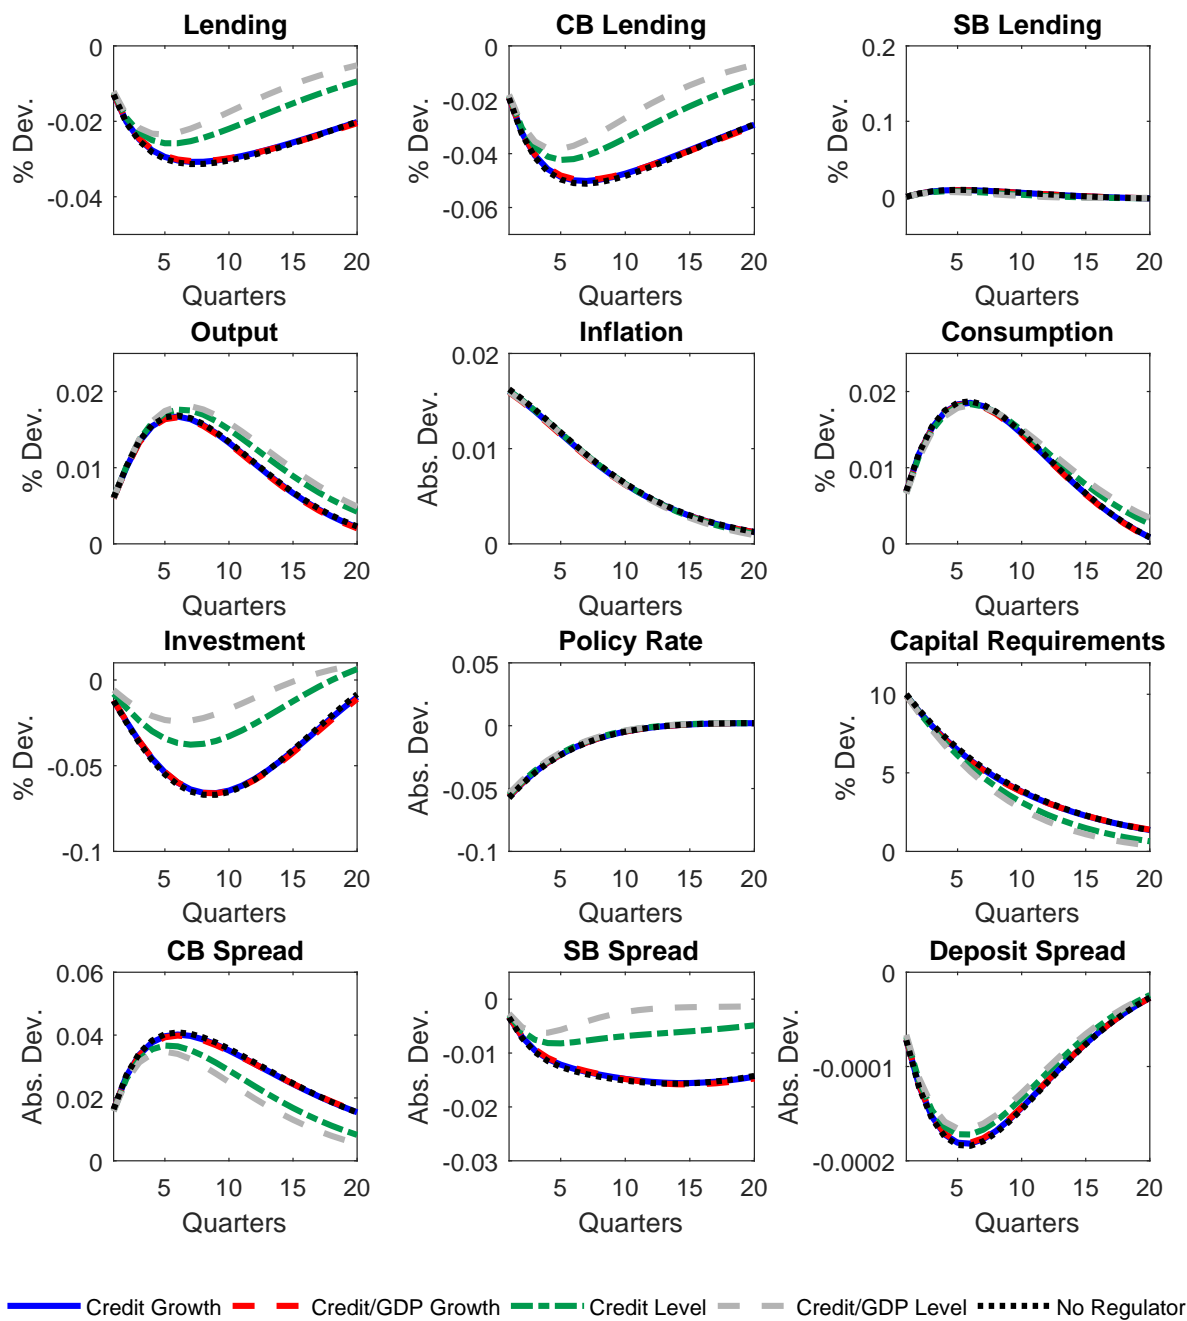 Lending CB Lending SB Lending
0 0 0.2
-0.02 -0.02 0.1
-0.04 -0.04 0
-0.06
% Dev. % Dev. % Dev.
5 10 15 20 5 10 15 20 5 10 15 20
Quarters Quarters Quarters
Output Inflation Consumption
0.02 0.02 0.02
0.01 0.01 0.01
0 0 0
% Dev. Abs. Dev. % Dev.
5 10 15 20 5 10 15 20 5 10 15 20
Quarters Quarters Quarters
Investment Policy Rate Capital Requirements
0 0.05 10
-0.05 0 5
-0.1 -0.05 0
-0.1
% Dev. Abs. Dev. % Dev.
5 10 15 20 5 10 15 20 5 10 15 20
Quarters Quarters Quarters
CB Spread SB Spread Deposit Spread
0.06 0 0
0.04 -0.01 -0.0001
0.02 -0.02 -0.0002
0 -0.03
Abs. Dev. Abs. Dev. Abs. Dev.
5 10 15 20 5 10 15 20 5 10 15 20
Quarters Quarters Quarters
Credit Growth Credit/GDP Growth Credit Level Credit/GDP Level No Regulator